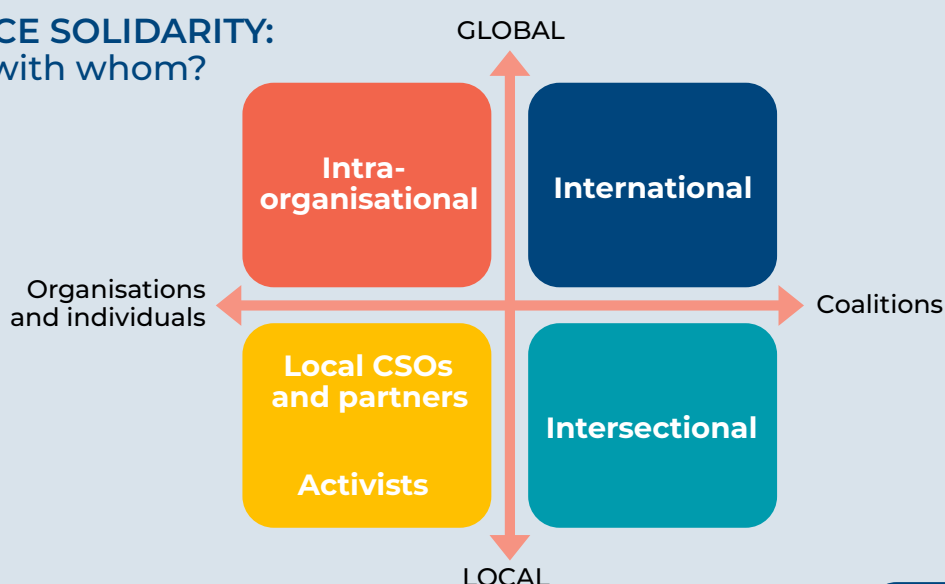 CE SOLIDARITY:
with whom?
GLOBAL
Intra-
organisational
International
Organisations
and individuals
Coalitions
Local CSOs
and partners
Activists
Intersectional
LOCAL